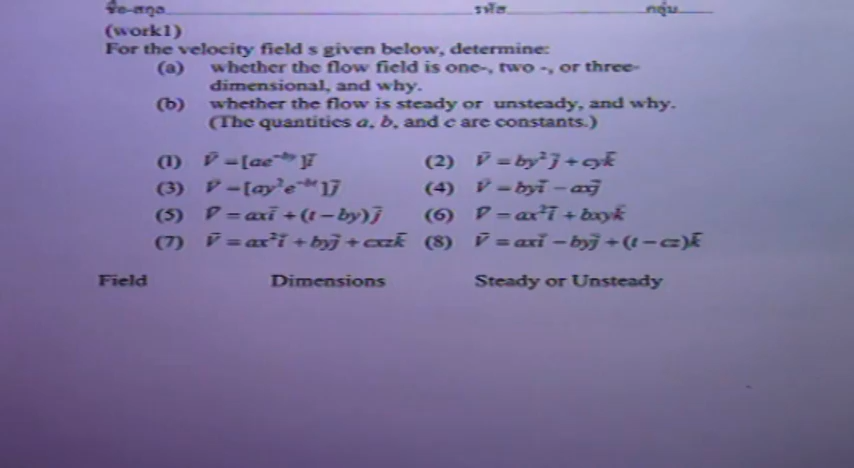 ชื่อ-สกุล รหัส กลุ่ม
(work1)
For the velocity field s given below, determine:
(a) whether the flow field is one-, two -, or three-
dimensional, and why.
(b) whether the flow is steady or unsteady, and why.
(The quantities a, b, and c are constants.)
(1) V⃗ = [ae^{-by}]i⃗ (2) V⃗ = by²j⃗ + cyk⃗
(3) V⃗ = [ay²e^{-bt}]j⃗ (4) V⃗ = byi⃗ − axj⃗
(5) V⃗ = axi⃗ + (t − by)j⃗ (6) V⃗ = ax²i⃗ + bxyk⃗
(7) V⃗ = ax²i⃗ + byj⃗ + cxzk⃗ (8) V⃗ = axi⃗ − byj⃗ + (t − cz)k⃗
Field Dimensions Steady or Unsteady